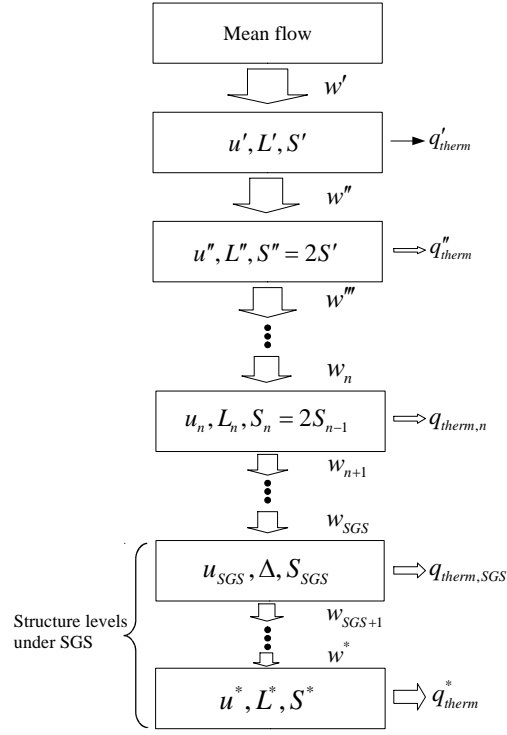 Mean flow
w′
u′, L′, S′
q′therm
w″
u″, L″, S″ = 2S′
q″therm
w‴
wn
un, Ln, Sn = 2Sn−1
qtherm,n
wn+1
wSGS
uSGS, Δ, SSGS
qtherm,SGS
Structure levels
under SGS
wSGS+1
w*
u*, L*, S*
q*therm